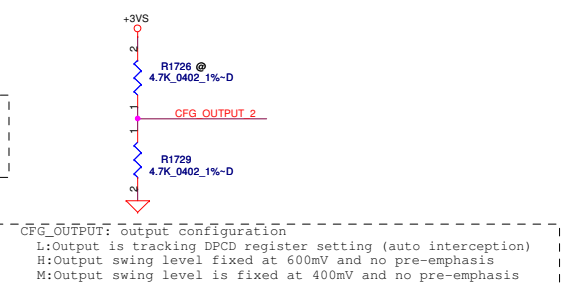 +3VS
2
R1726 @
4.7K_0402_1%~D
1
CFG_OUTPUT_2
1
R1729
4.7K_0402_1%~D
2
CFG_OUTPUT: output configuration
L:Output is tracking DPCD register setting (auto interception)
H:Output swing level fixed at 600mV and no pre-emphasis
M:Output swing level is fixed at 400mV and no pre-emphasis